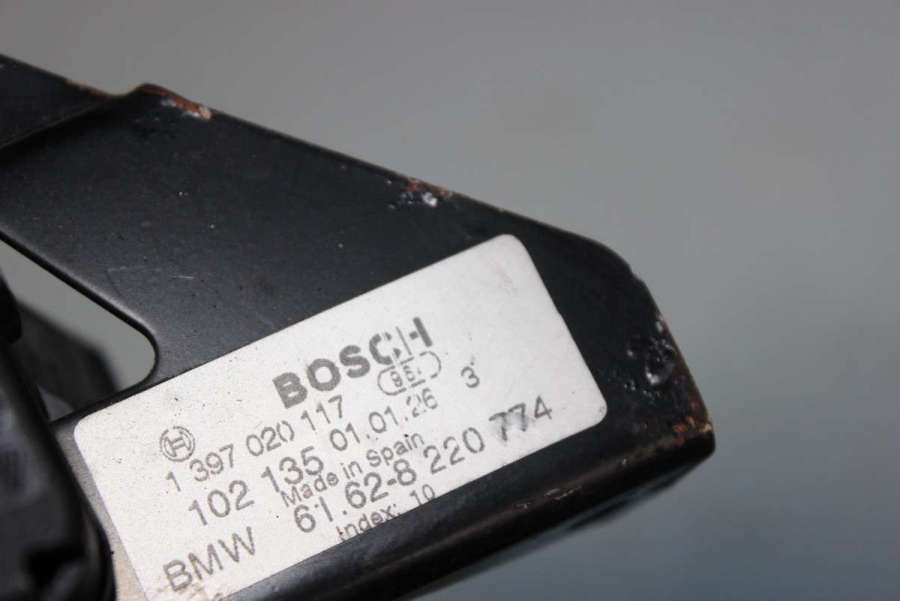 BOSCH
1 397 020 117
102 135 01.01.26 3
Made in Spain
BMW 61.62-8 220 774
Index: 10